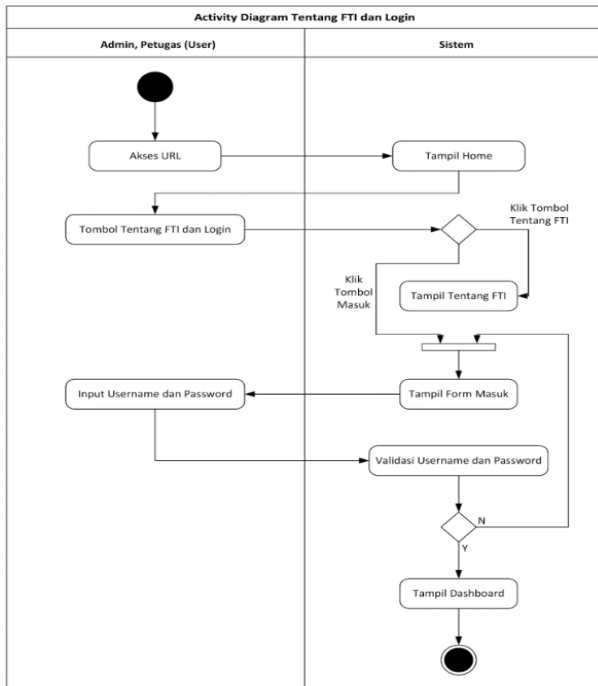 Activity Diagram Tentang FTI dan Login
Admin, Petugas (User)
Sistem
Akses URL
Tampil Home
Tombol Tentang FTI dan Login
Klik Tombol
Tentang FTI
Klik
Tombol
Masuk
Tampil Tentang FTI
Input Username dan Password
Tampil Form Masuk
Validasi Username dan Password
N
Y
Tampil Dashboard